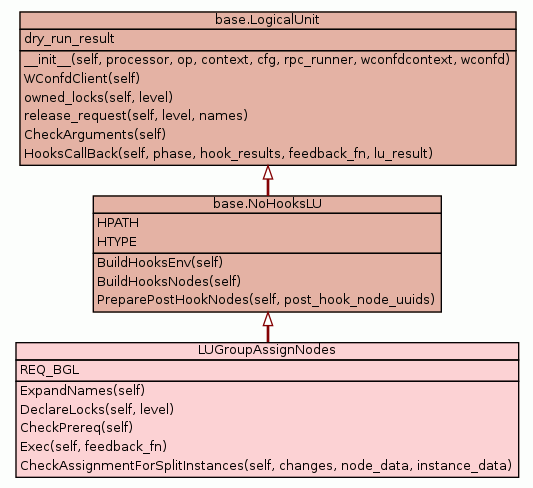 base.LogicalUnit
dry_run_result
__init__(self, processor, op, context, cfg, rpc_runner, wconfdcontext, wconfd)
WConfdClient(self)
owned_locks(self, level)
release_request(self, level, names)
CheckArguments(self)
HooksCallBack(self, phase, hook_results, feedback_fn, lu_result)
base.NoHooksLU
HPATH
HTYPE
BuildHooksEnv(self)
BuildHooksNodes(self)
PreparePostHookNodes(self, post_hook_node_uuids)
LUGroupAssignNodes
REQ_BGL
ExpandNames(self)
DeclareLocks(self, level)
CheckPrereq(self)
Exec(self, feedback_fn)
CheckAssignmentForSplitInstances(self, changes, node_data, instance_data)